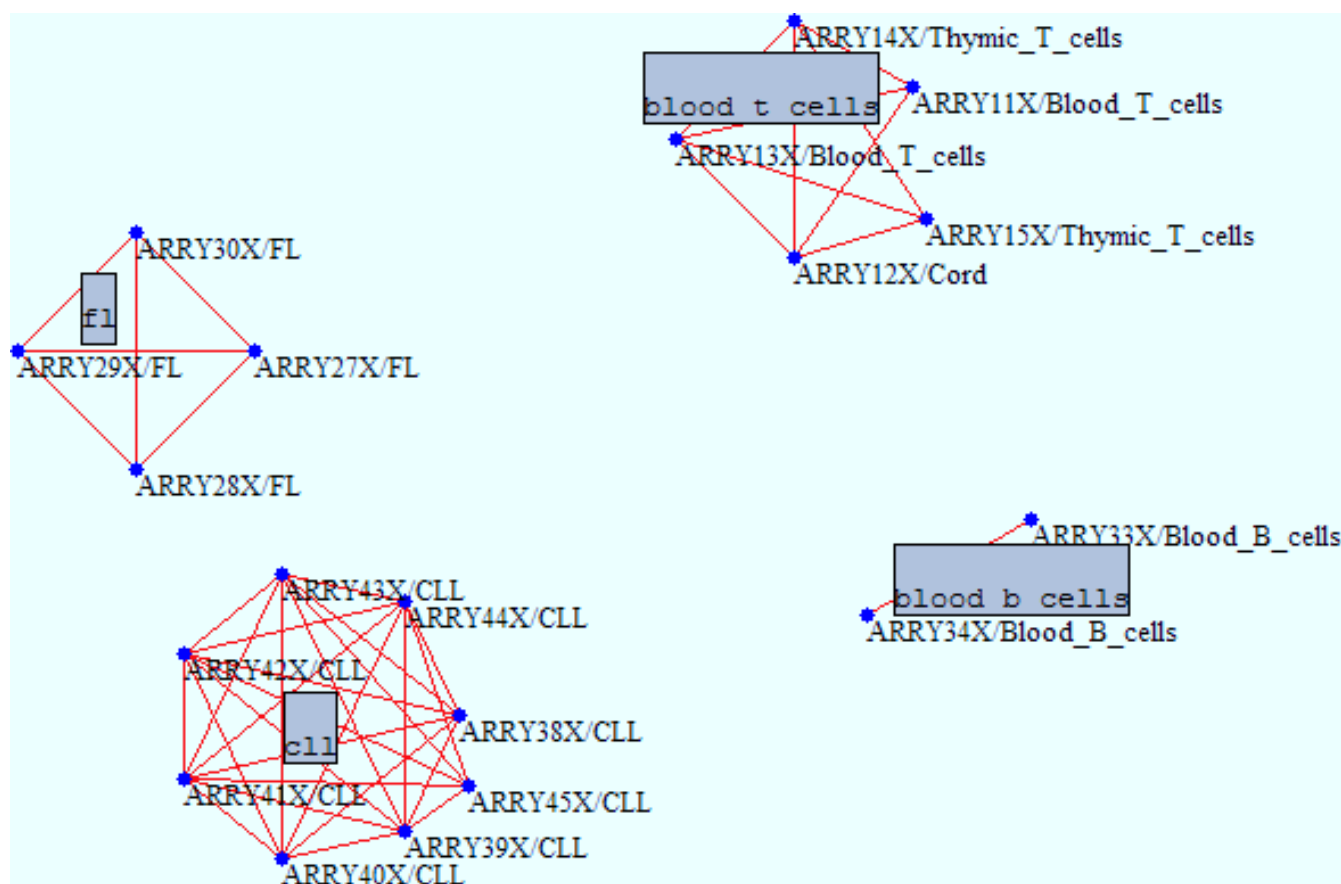 ARRY14X/Thymic_T_cells
blood t cells
ARRY11X/Blood_T_cells
ARRY13X/Blood_T_cells
ARRY15X/Thymic_T_cells
ARRY12X/Cord
ARRY30X/FL
fl
ARRY29X/FL
ARRY27X/FL
ARRY28X/FL
ARRY33X/Blood_B_cells
blood b cells
ARRY34X/Blood_B_cells
ARRY43X/CLL
ARRY44X/CLL
ARRY42X/CLL
ARRY38X/CLL
cll
ARRY41X/CLL
ARRY45X/CLL
ARRY39X/CLL
ARRY40X/CLL